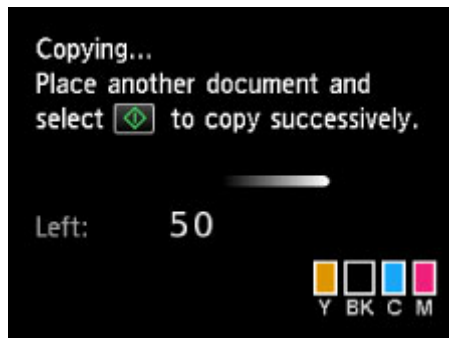 Copying...
Place another document and
select to copy successively.
Left: 50
Y BK C M